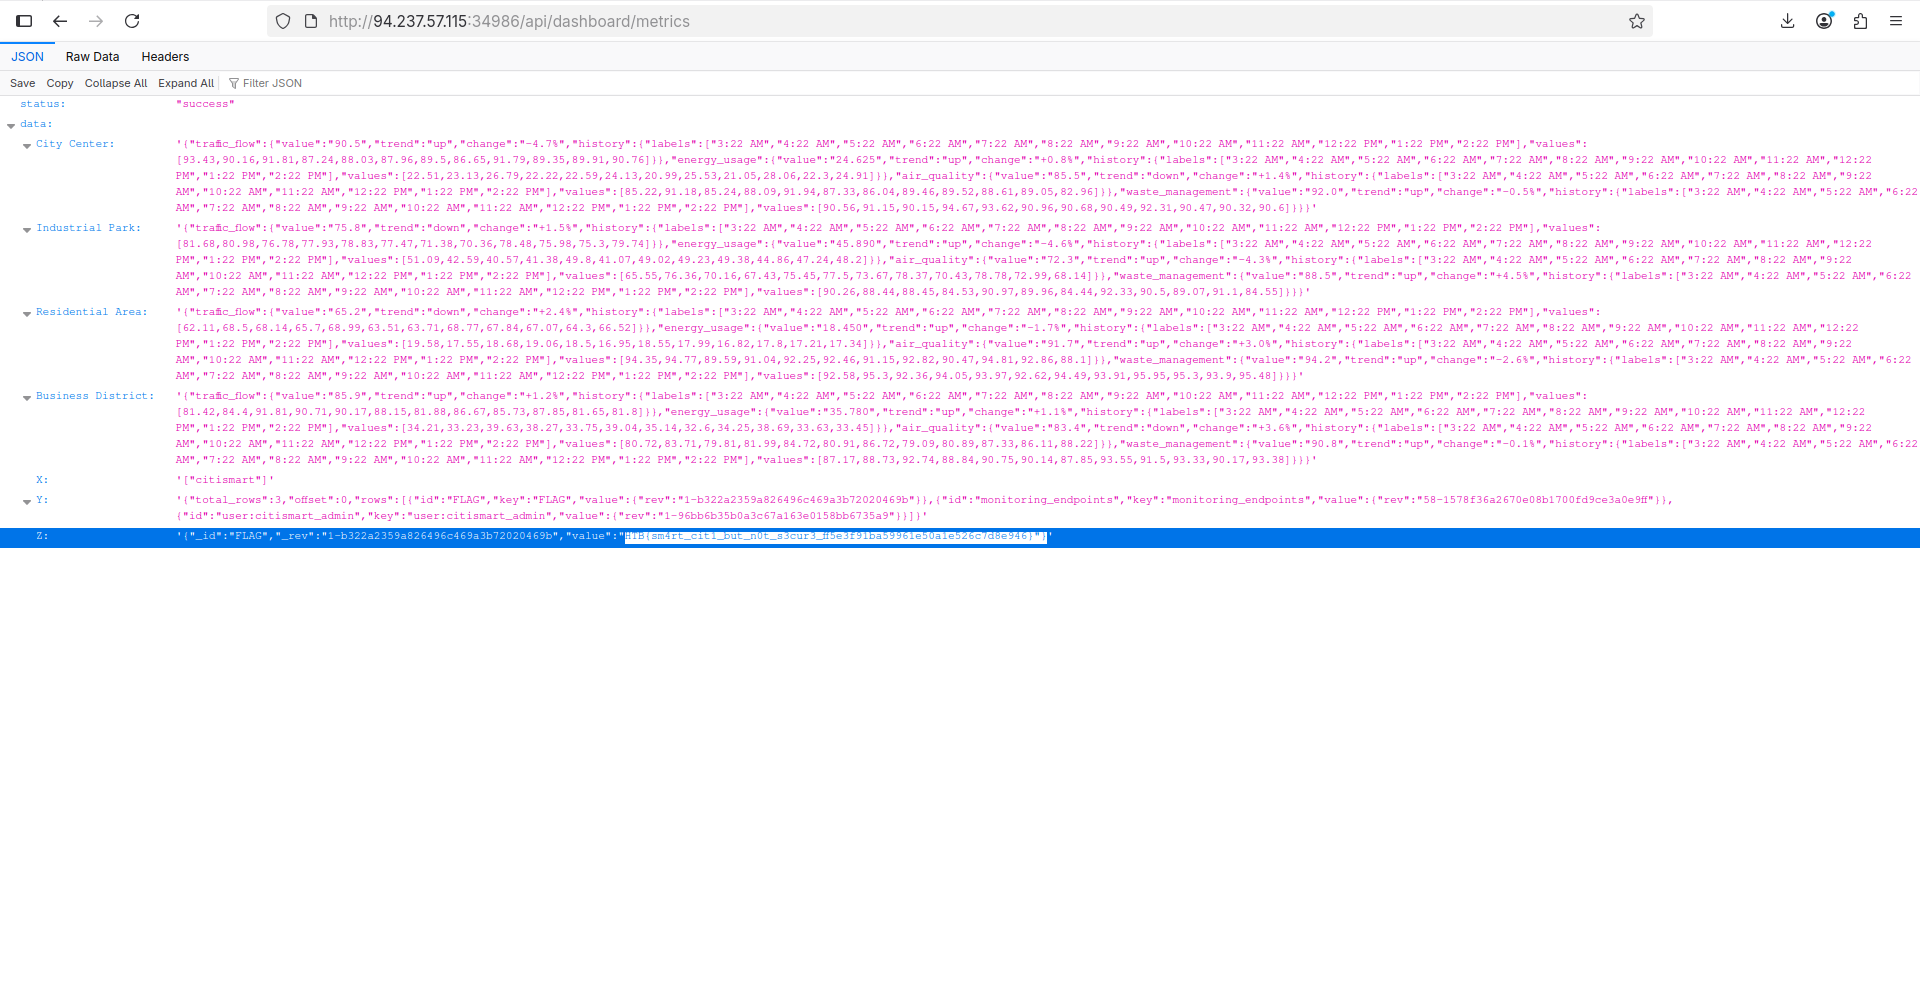 http://94.237.57.115:34986/api/dashboard/metrics
JSON Raw Data Headers
Save Copy Collapse All Expand All Filter JSON
status: "success"
data:
City Center: '{"trafic_flow":{"value":"90.5","trend":"up","change":"-4.7%","history":{"labels":["3:22 AM","4:22 AM","5:22 AM","6:22 AM","7:22 AM","8:22 AM","9:22 AM","10:22 AM","11:22 AM","12:22 PM","1:22 PM","2:22 PM"],"values":
[93.43,90.16,91.81,87.24,88.03,87.96,89.5,86.65,91.79,89.35,89.91,90.76]}},"energy_usage":{"value":"24.625","trend":"up","change":"+0.8%","history":{"labels":["3:22 AM","4:22 AM","5:22 AM","6:22 AM","7:22 AM","8:22 AM","9:22 AM","10:22 AM","11:22 AM","12:22
PM","1:22 PM","2:22 PM"],"values":[22.51,23.13,26.79,22.22,22.59,24.13,20.99,25.53,21.05,28.06,22.3,24.91]}},"air_quality":{"value":"85.5","trend":"down","change":"+1.4%","history":{"labels":["3:22 AM","4:22 AM","5:22 AM","6:22 AM","7:22 AM","8:22 AM","9:22
AM","10:22 AM","11:22 AM","12:22 PM","1:22 PM","2:22 PM"],"values":[85.22,91.18,85.24,88.09,91.94,87.33,86.04,89.46,89.52,88.61,89.05,82.96]}},"waste_management":{"value":"92.0","trend":"up","change":"-0.5%","history":{"labels":["3:22 AM","4:22 AM","5:22 AM","6:22
AM","7:22 AM","8:22 AM","9:22 AM","10:22 AM","11:22 AM","12:22 PM","1:22 PM","2:22 PM"],"values":[90.56,91.15,90.15,94.67,93.62,90.96,90.68,90.49,92.31,90.47,90.32,90.6]}}}'
Industrial Park: '{"trafic_flow":{"value":"75.8","trend":"down","change":"+1.5%","history":{"labels":["3:22 AM","4:22 AM","5:22 AM","6:22 AM","7:22 AM","8:22 AM","9:22 AM","10:22 AM","11:22 AM","12:22 PM","1:22 PM","2:22 PM"],"values":
[81.68,80.98,76.78,77.93,78.83,77.47,71.38,70.36,78.48,75.98,75.3,79.74]}},"energy_usage":{"value":"45.890","trend":"up","change":"-4.6%","history":{"labels":["3:22 AM","4:22 AM","5:22 AM","6:22 AM","7:22 AM","8:22 AM","9:22 AM","10:22 AM","11:22 AM","12:22
PM","1:22 PM","2:22 PM"],"values":[51.09,42.59,40.57,41.38,49.8,41.07,49.02,49.23,49.38,44.86,47.24,48.2]}},"air_quality":{"value":"72.3","trend":"up","change":"-4.3%","history":{"labels":["3:22 AM","4:22 AM","5:22 AM","6:22 AM","7:22 AM","8:22 AM","9:22
AM","10:22 AM","11:22 AM","12:22 PM","1:22 PM","2:22 PM"],"values":[65.55,76.36,70.16,67.43,75.45,77.5,73.67,78.37,70.43,78.78,72.99,68.14]}},"waste_management":{"value":"88.5","trend":"up","change":"+4.5%","history":{"labels":["3:22 AM","4:22 AM","5:22 AM","6:22
AM","7:22 AM","8:22 AM","9:22 AM","10:22 AM","11:22 AM","12:22 PM","1:22 PM","2:22 PM"],"values":[90.26,88.44,88.45,84.53,90.97,89.96,84.44,92.33,90.5,89.07,91.1,84.55]}}}'
Residential Area: '{"trafic_flow":{"value":"65.2","trend":"down","change":"+2.4%","history":{"labels":["3:22 AM","4:22 AM","5:22 AM","6:22 AM","7:22 AM","8:22 AM","9:22 AM","10:22 AM","11:22 AM","12:22 PM","1:22 PM","2:22 PM"],"values":
[62.11,68.5,68.14,65.7,68.99,63.51,63.71,68.77,67.84,67.07,64.3,66.52]}},"energy_usage":{"value":"18.450","trend":"up","change":"-1.7%","history":{"labels":["3:22 AM","4:22 AM","5:22 AM","6:22 AM","7:22 AM","8:22 AM","9:22 AM","10:22 AM","11:22 AM","12:22
PM","1:22 PM","2:22 PM"],"values":[19.58,17.55,18.68,19.06,18.5,16.95,18.55,17.99,16.82,17.8,17.21,17.34]}},"air_quality":{"value":"91.7","trend":"up","change":"+3.0%","history":{"labels":["3:22 AM","4:22 AM","5:22 AM","6:22 AM","7:22 AM","8:22 AM","9:22
AM","10:22 AM","11:22 AM","12:22 PM","1:22 PM","2:22 PM"],"values":[94.35,94.77,89.59,91.04,92.25,92.46,91.15,92.82,90.47,94.81,92.86,88.1]}},"waste_management":{"value":"94.2","trend":"up","change":"-2.6%","history":{"labels":["3:22 AM","4:22 AM","5:22 AM","6:22
AM","7:22 AM","8:22 AM","9:22 AM","10:22 AM","11:22 AM","12:22 PM","1:22 PM","2:22 PM"],"values":[92.58,95.3,92.36,94.05,93.97,92.62,94.49,93.91,95.95,95.3,93.9,95.48]}}}'
Business District: '{"trafic_flow":{"value":"85.9","trend":"up","change":"+1.2%","history":{"labels":["3:22 AM","4:22 AM","5:22 AM","6:22 AM","7:22 AM","8:22 AM","9:22 AM","10:22 AM","11:22 AM","12:22 PM","1:22 PM","2:22 PM"],"values":
[81.42,84.4,91.81,90.71,90.17,88.15,81.88,86.67,85.73,87.85,81.65,81.8]}},"energy_usage":{"value":"35.780","trend":"up","change":"+1.1%","history":{"labels":["3:22 AM","4:22 AM","5:22 AM","6:22 AM","7:22 AM","8:22 AM","9:22 AM","10:22 AM","11:22 AM","12:22
PM","1:22 PM","2:22 PM"],"values":[34.21,33.23,39.63,38.27,33.75,39.04,35.14,32.6,34.25,38.69,33.63,33.45]}},"air_quality":{"value":"83.4","trend":"down","change":"+3.6%","history":{"labels":["3:22 AM","4:22 AM","5:22 AM","6:22 AM","7:22 AM","8:22 AM","9:22
AM","10:22 AM","11:22 AM","12:22 PM","1:22 PM","2:22 PM"],"values":[80.72,83.71,79.81,81.99,84.72,80.91,86.72,79.09,80.89,87.33,86.11,88.22]}},"waste_management":{"value":"90.8","trend":"up","change":"-0.1%","history":{"labels":["3:22 AM","4:22 AM","5:22 AM","6:22
AM","7:22 AM","8:22 AM","9:22 AM","10:22 AM","11:22 AM","12:22 PM","1:22 PM","2:22 PM"],"values":[87.17,88.73,92.74,88.84,90.75,90.14,87.85,93.55,91.5,93.33,90.17,93.38]}}}'
X: '["citismart"]'
Y: '{"total_rows":3,"offset":0,"rows":[{"id":"FLAG","key":"FLAG","value":{"rev":"1-b322a2359a826496c469a3b72020469b"}},{"id":"monitoring_endpoints","key":"monitoring_endpoints","value":{"rev":"58-1578f36a2670e08b1700fd9ce3a0e9ff"}},
{"id":"user:citismart_admin","key":"user:citismart_admin","value":{"rev":"1-96bb6b35b0a3c67a163e0158bb6735a9"}}]}'
Z: '{"_id":"FLAG","_rev":"1-b322a2359a826496c469a3b72020469b","value":"HTB{sm4rt_cit1_but_n0t_s3cur3_ff5e3f91ba59961e50a1e526c7d8e946}"}'